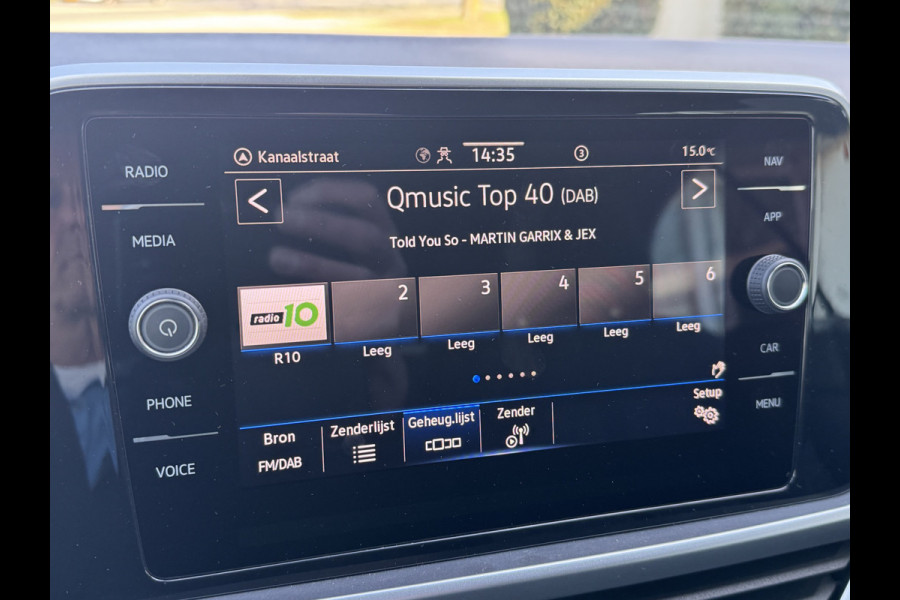 RADIO
MEDIA
PHONE
VOICE
Kanaalstraat
14:35
3
15.0°C
Qmusic Top 40 (DAB)
Told You So - MARTIN GARRIX & JEX
radio 10
2
3
4
5
6
R10
Leeg
Leeg
Leeg
Leeg
Leeg
Bron
FM/DAB
Zenderlijst
Geheug.lijst
Zender
Setup
NAV
APP
CAR
MENU